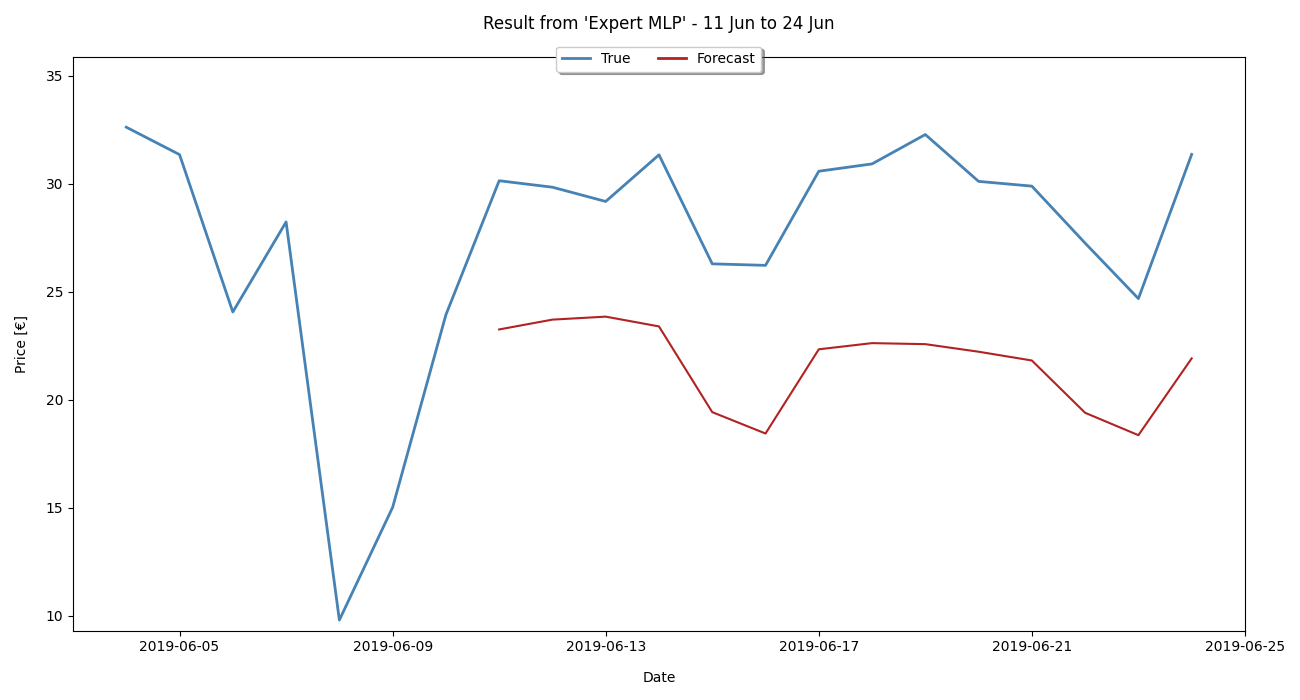 Result from 'Expert MLP' - 11 Jun to 24 Jun
True Forecast
35
30
25
20
15
10
Price [€]
2019-06-05 2019-06-09 2019-06-13 2019-06-17 2019-06-21 2019-06-25
Date